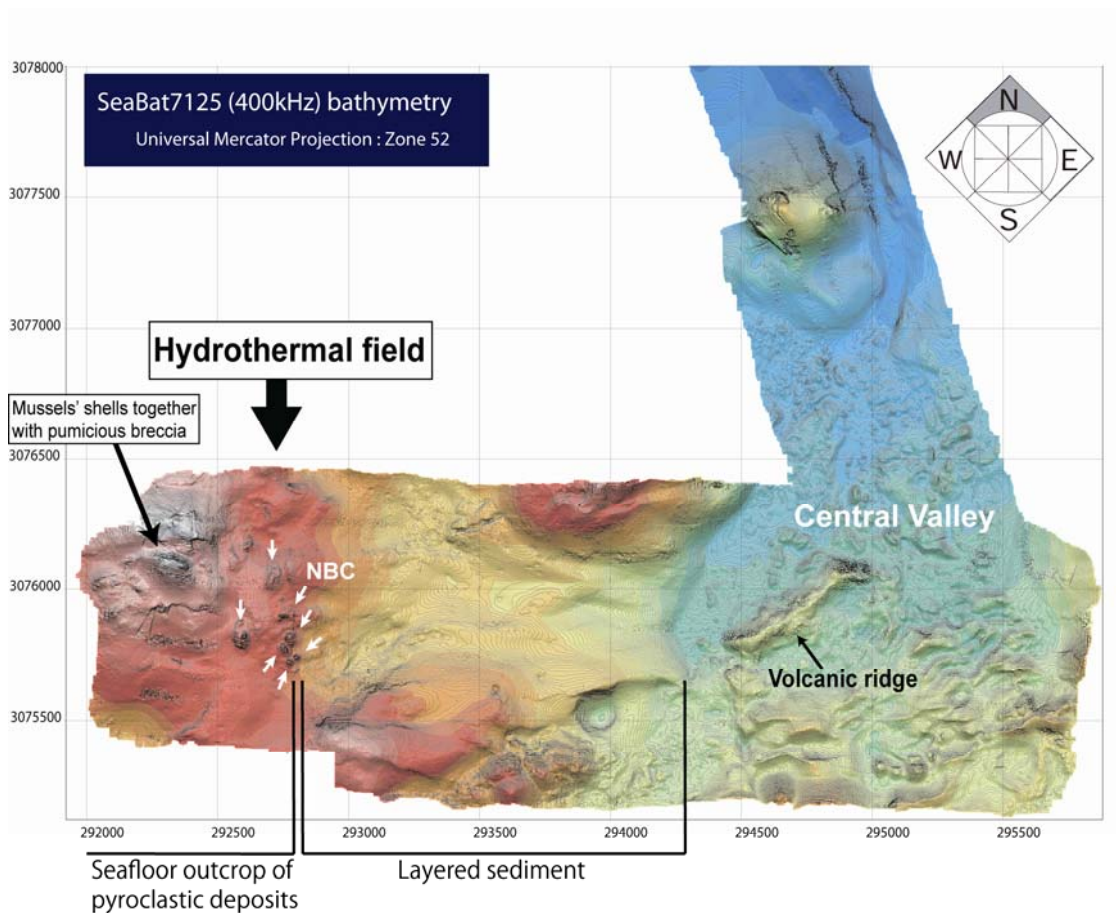 3078000
SeaBat7125 (400kHz) bathymetry
Universal Mercator Projection : Zone 52
N
W
E
S
3077500
3077000
Hydrothermal field
Mussels' shells together
with pumicious breccia
3076500
Central Valley
NBC
3076000
Volcanic ridge
3075500
292000
292500
293000
293500
294000
294500
295000
295500
Seafloor outcrop of
pyroclastic deposits
Layered sediment